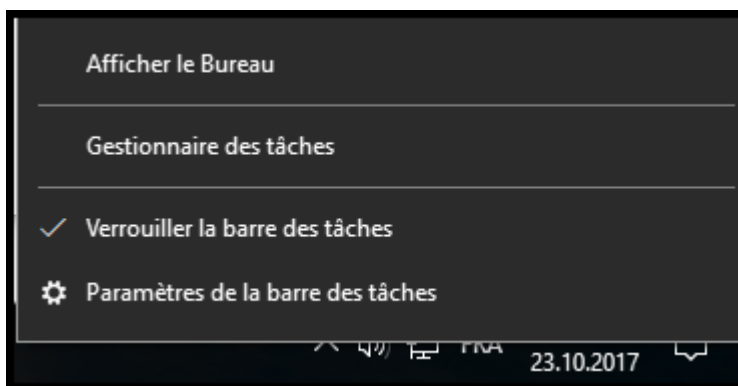 Afficher le Bureau
Gestionnaire des tâches
Verrouiller la barre des tâches
Paramètres de la barre des tâches
FRA
23.10.2017